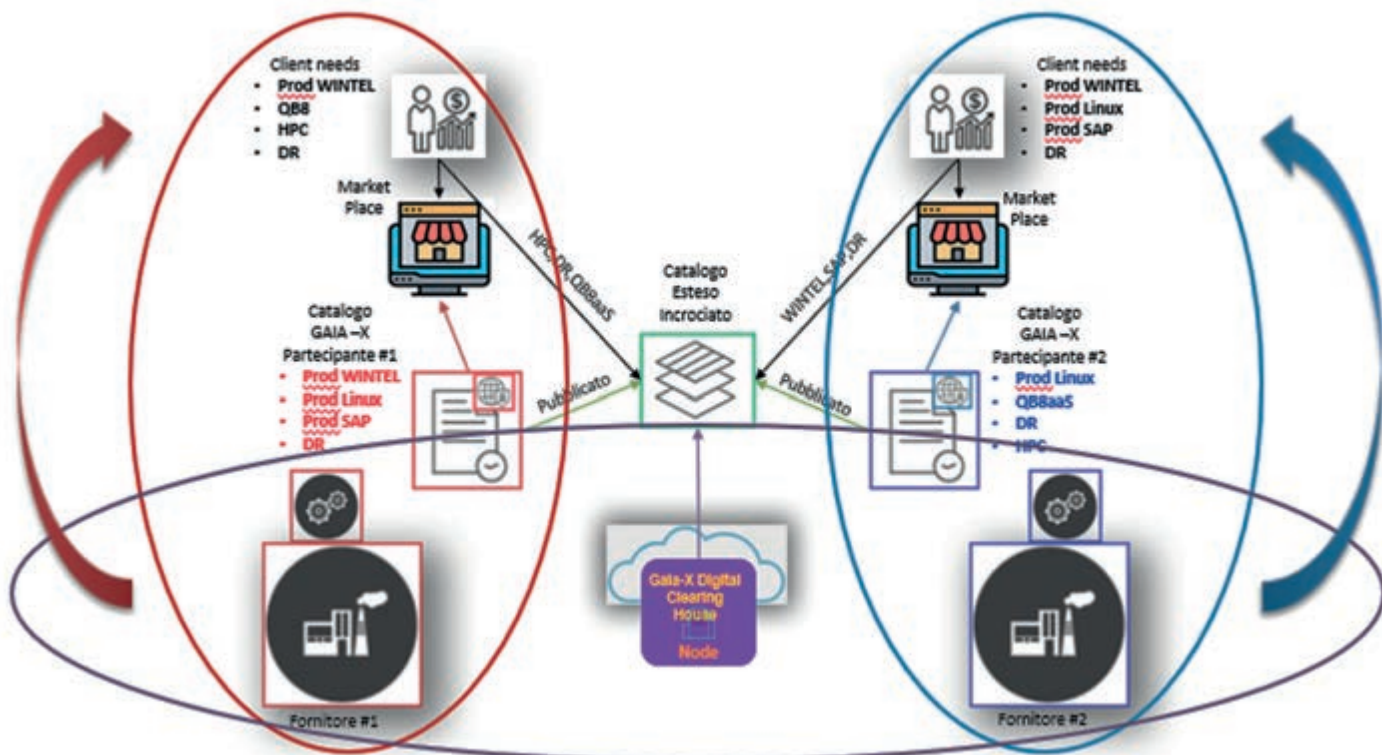 Client needs
• Prod WINTEL
• QB8
• HPC
• DR
Market
Place
HPC,DR,QB8aaS
Catalogo
GAIA –X
Partecipante #1
• Prod WINTEL
• Prod Linux
• Prod SAP
• DR
Pubblicato
Fornitore #1
Catalogo
Esteso
Incrociato
Gaia-X Digital
Clearing
House
Node
Client needs
• Prod WINTEL
• Prod Linux
• Prod SAP
• DR
Market
Place
WINTEL,SAP,DR
Catalogo
GAIA –X
Partecipante #2
• Prod Linux
• QB8aaS
• DR
• HPC
Pubblicato
Fornitore #2